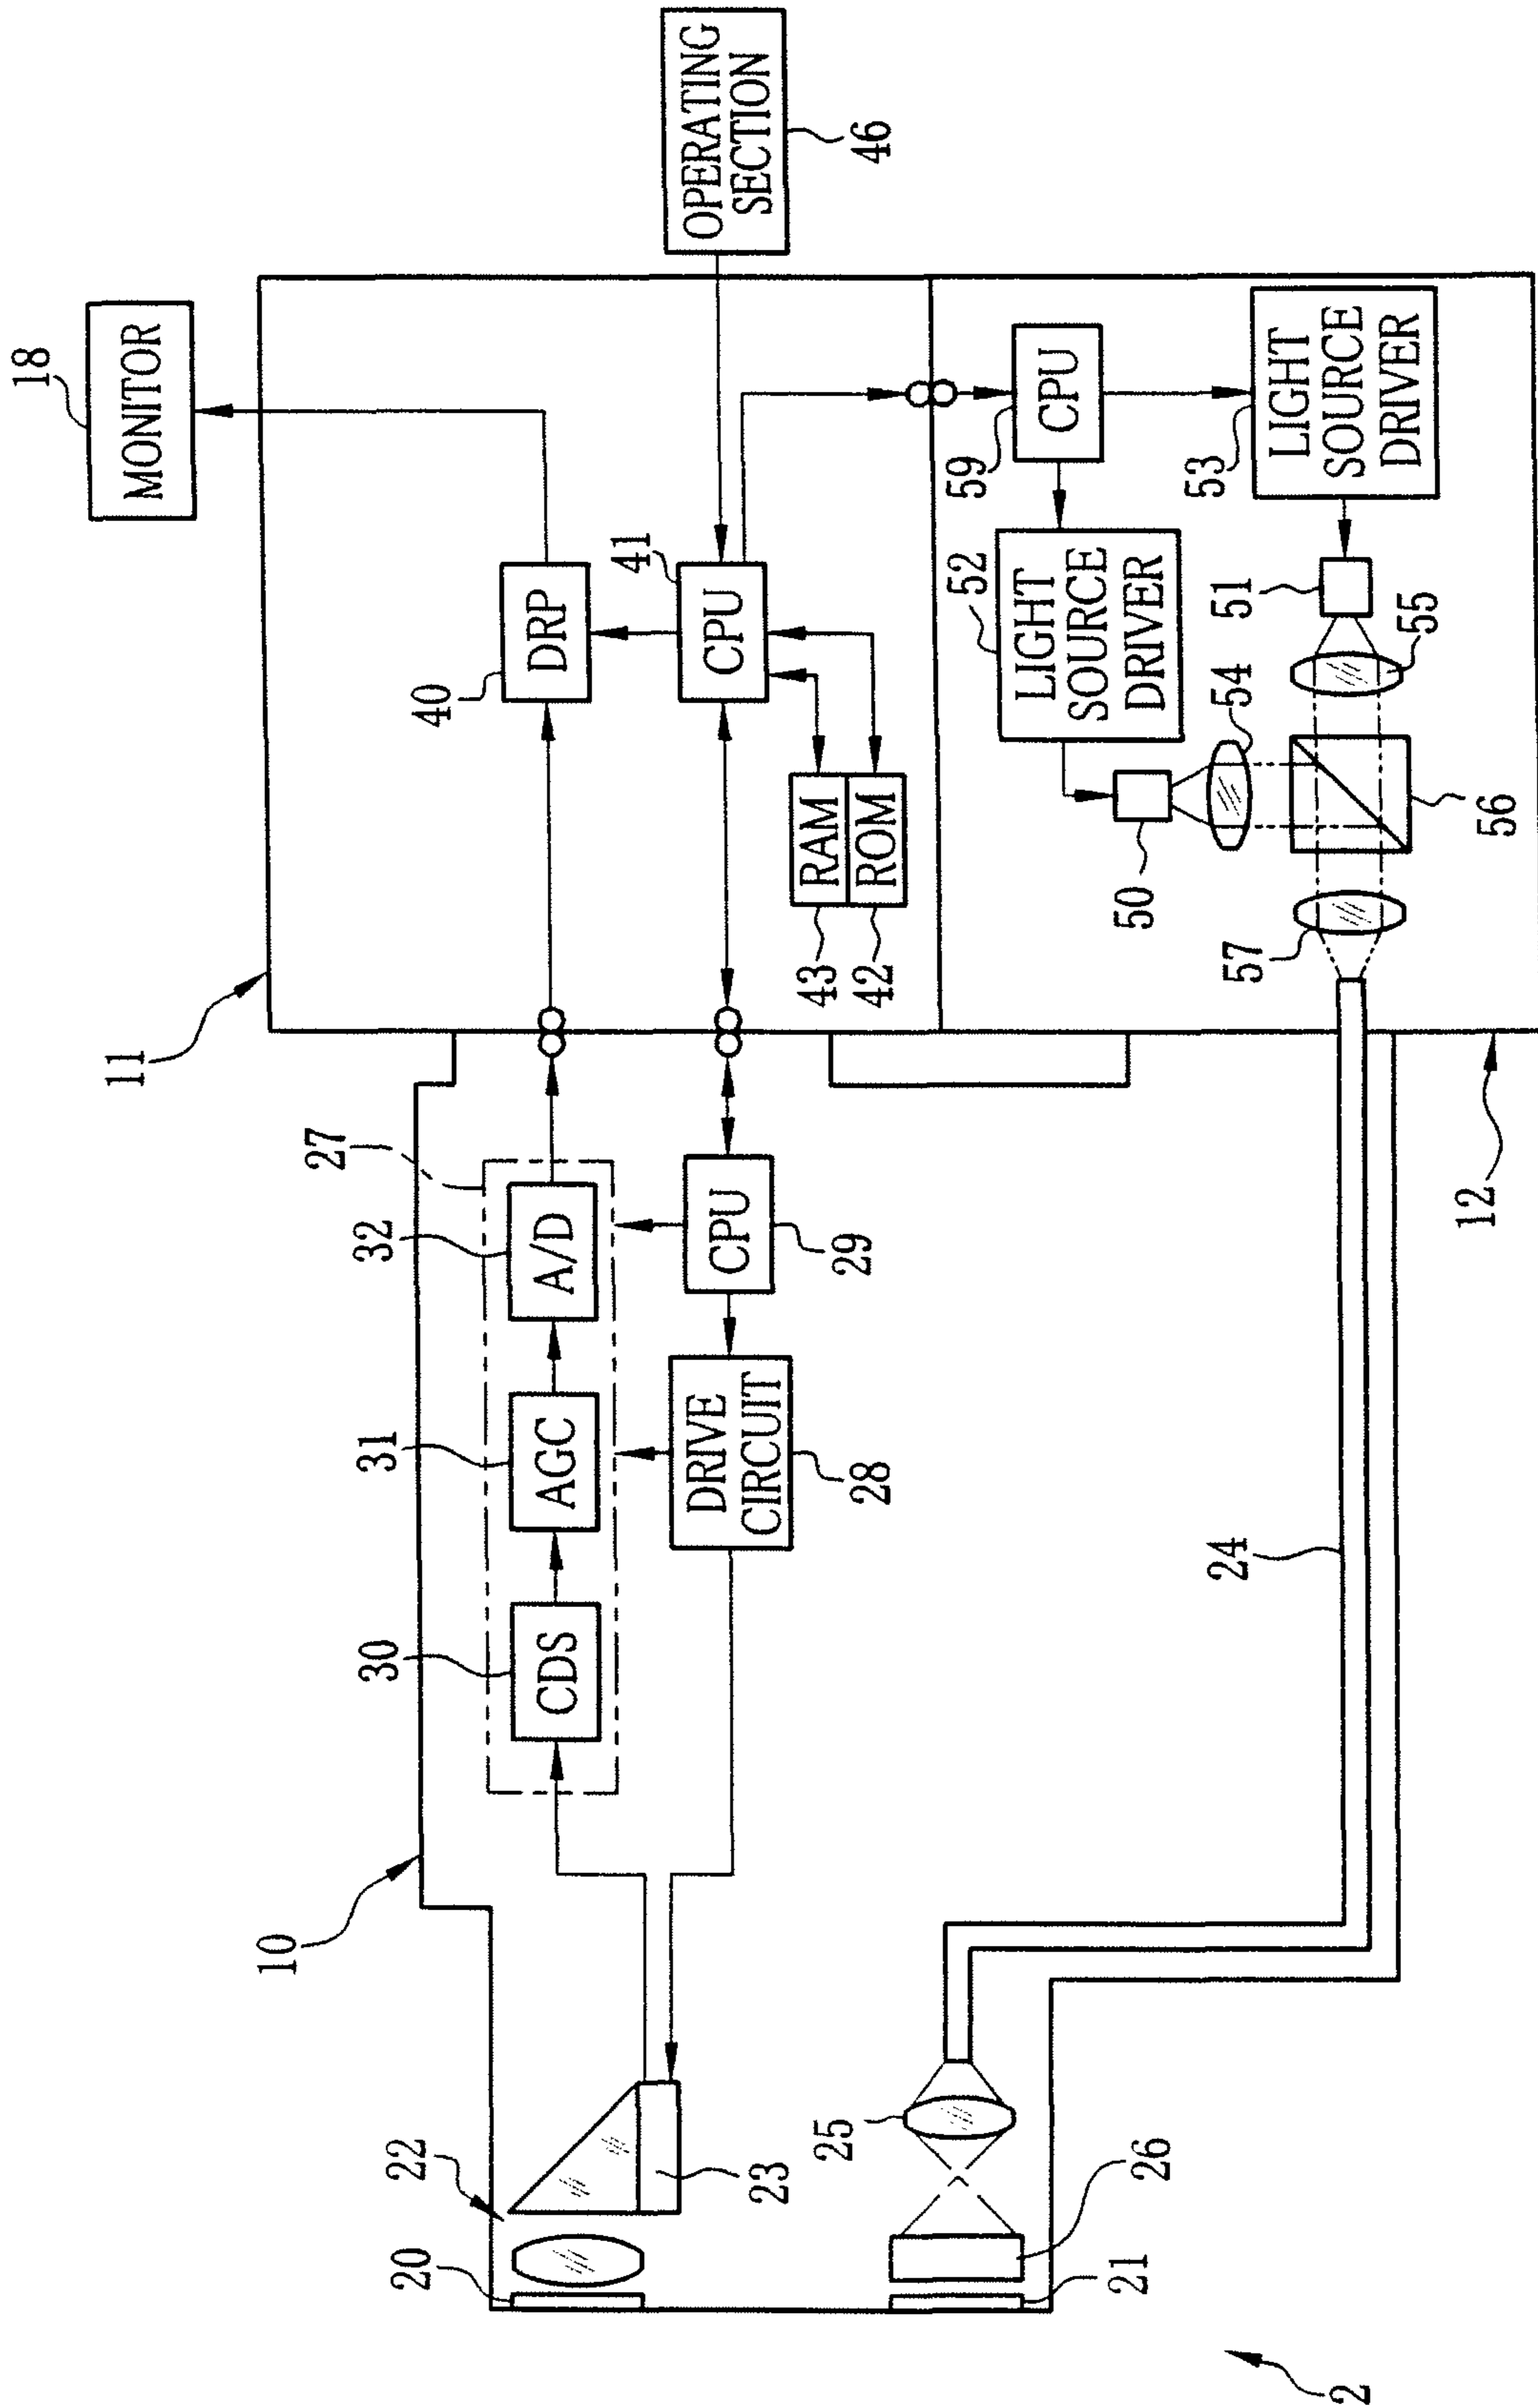 18
MONITOR
11
40
DRP
41
CPU
43
RAM
42
ROM
OPERATING
SECTION
46
10
27
30
CDS
31
AGC
32
A/D
CPU
29
DRIVE
CIRCUIT
28
22
20
23
25
24
21
26
59
CPU
52
LIGHT
SOURCE
DRIVER
53
LIGHT
SOURCE
DRIVER
50
54
51
55
57
56
12
2